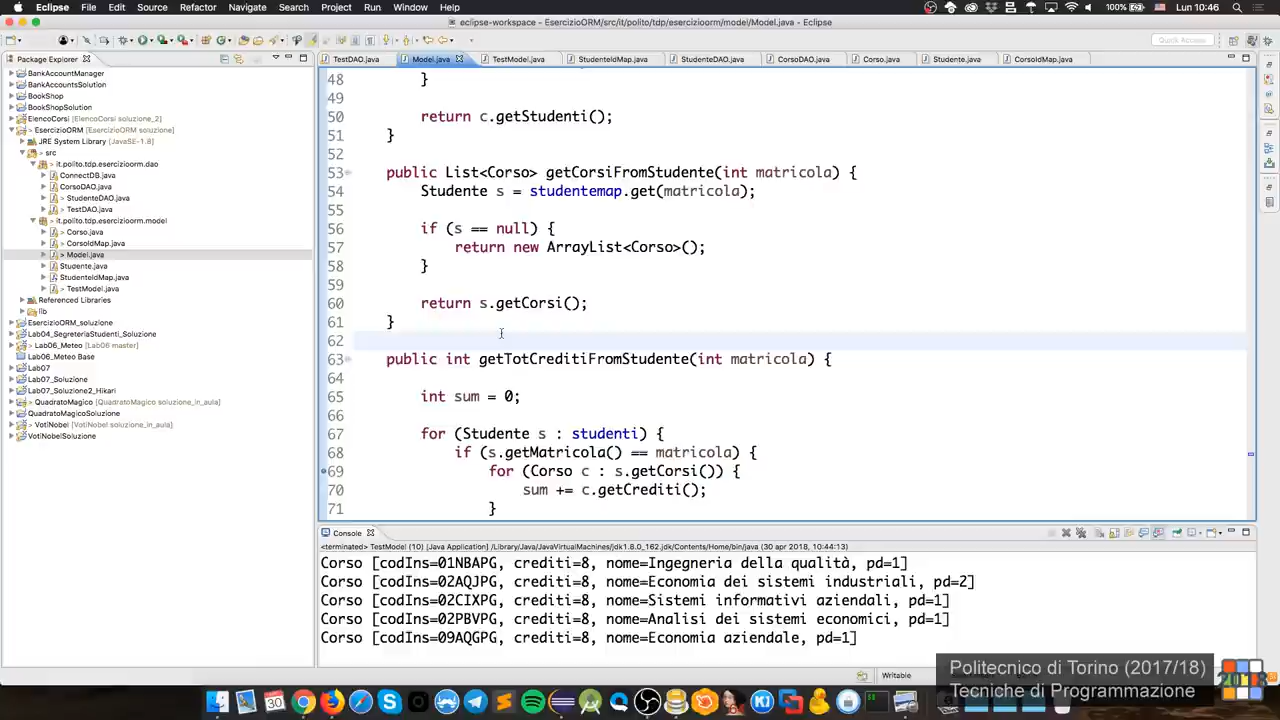 Eclipse File Edit Source Refactor Navigate Search Project Run Window Help
100% Lun 10:46
eclipse-workspace - EsercizioORM/src/it/polito/tdp/esercizioorm/model/Model.java - Eclipse
Quick Access
Package Explorer
TestDAO.java Model.java TestModel.java StudenteIdMap.java StudenteDAO.java CorsoDAO.java Corso.java Studente.java CorsoIdMap.java
BankAccountManager
BankAccountsSolution
BookShop
BookShopSolution
ElencoCorsi [ElencoCorsi soluzione_2]
> EsercizioORM [EsercizioORM soluzione]
JRE System Library [JavaSE-1.8]
> src
> it.polito.tdp.esercizioorm.dao
ConnectDB.java
CorsoDAO.java
> StudenteDAO.java
TestDAO.java
> it.polito.tdp.esercizioorm.model
> Corso.java
CorsoIdMap.java
> Model.java
> Studente.java
StudenteIdMap.java
> TestModel.java
Referenced Libraries
lib
EsercizioORM_soluzione
Lab04_SegreteriaStudenti_Soluzione
> Lab06_Meteo [Lab06 master]
Lab06_Meteo Base
Lab07
Lab07_Soluzione
Lab07_Soluzione2_Hikari
> QuadratoMagico [QuadratoMagico soluzione_in_aula]
QuadratoMagicoSoluzione
> VotiNobel [VotiNobel soluzione_in_aula]
VotiNobelSoluzione
48 }
49
50 return c.getStudenti();
51 }
52
53 public List<Corso> getCorsiFromStudente(int matricola) {
54 Studente s = studentemap.get(matricola);
55
56 if (s == null) {
57 return new ArrayList<Corso>();
58 }
59
60 return s.getCorsi();
61 }
62
63 public int getTotCreditiFromStudente(int matricola) {
64
65 int sum = 0;
66
67 for (Studente s : studenti) {
68 if (s.getMatricola() == matricola) {
69 for (Corso c : s.getCorsi()) {
70 sum += c.getCrediti();
71 }
Console
<terminated> TestModel (10) [Java Application] /Library/Java/JavaVirtualMachines/jdk1.8.0_162.jdk/Contents/Home/bin/java (30 apr 2018, 10:44:13)
Corso [codIns=01NBAPG, crediti=8, nome=Ingegneria della qualità, pd=1]
Corso [codIns=02AQJPG, crediti=8, nome=Economia dei sistemi industriali, pd=2]
Corso [codIns=02CIXPG, crediti=8, nome=Sistemi informativi aziendali, pd=1]
Corso [codIns=02PBVPG, crediti=8, nome=Analisi dei sistemi economici, pd=1]
Corso [codIns=09AQGPG, crediti=8, nome=Economia aziendale, pd=1]
Writable
Politecnico di Torino (2017/18)
Tecniche di Programmazione